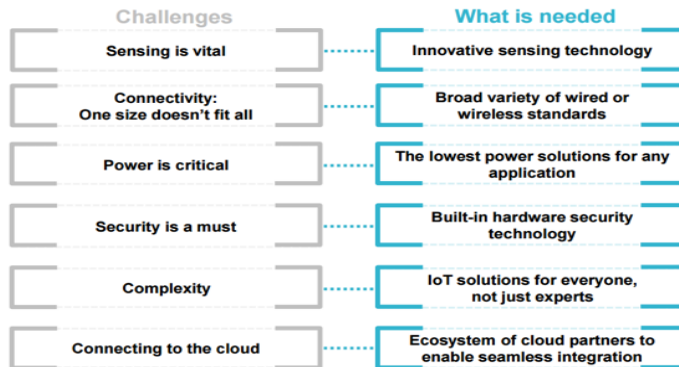 Challenges
What is needed
Sensing is vital
Innovative sensing technology
Connectivity:
One size doesn't fit all
Broad variety of wired or
wireless standards
Power is critical
The lowest power solutions for any
application
Security is a must
Built-in hardware security
technology
Complexity
IoT solutions for everyone,
not just experts
Connecting to the cloud
Ecosystem of cloud partners to
enable seamless integration